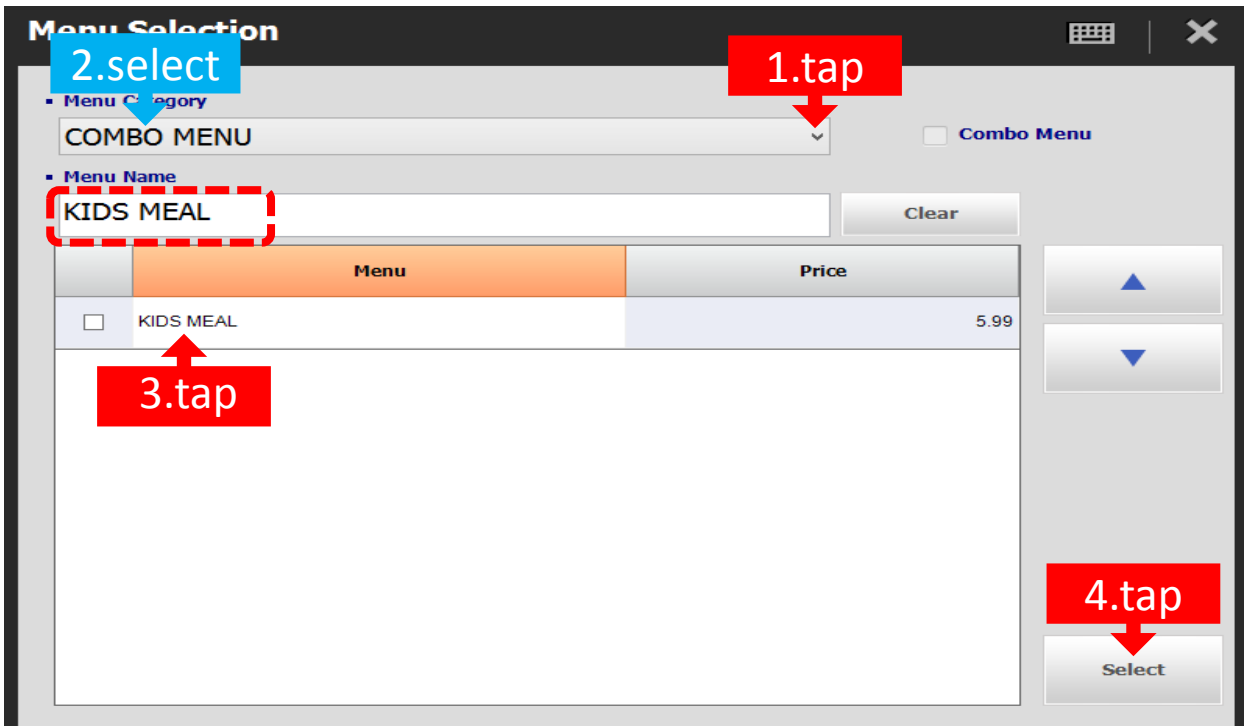 Menu Selection
2.select
1.tap
Menu Category
COMBO MENU
Combo Menu
Menu Name
KIDS MEAL
Clear
Menu Price
KIDS MEAL 5.99
3.tap
4.tap
Select